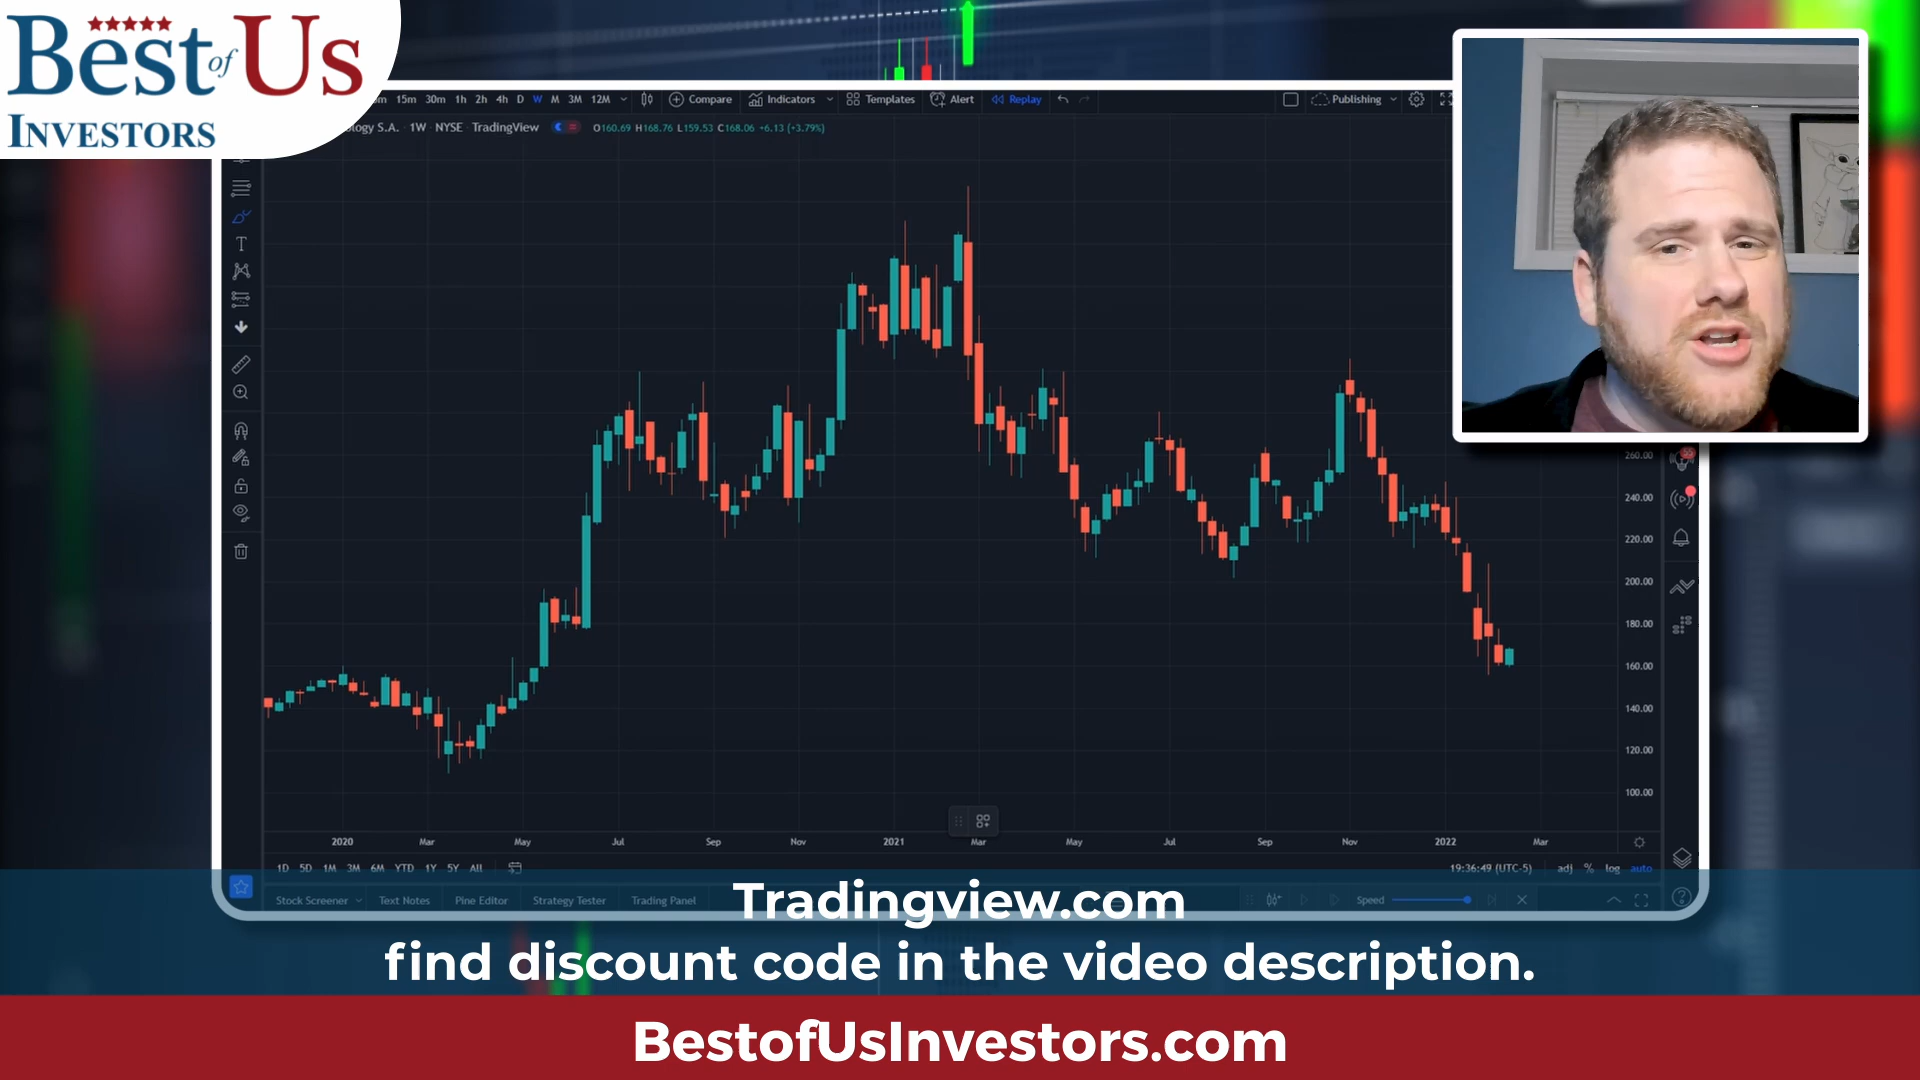 Best of Us
INVESTORS
15m 30m 1h 2h 4h D W M 3M 12M Compare Indicators Templates Alert Replay Publishing
S.A. · 1W · NYSE · TradingView O160.69 H168.76 L159.53 C168.06 +6.13 (+3.79%)
T
260.00
240.00
220.00
200.00
180.00
160.00
140.00
120.00
100.00
2020 Mar May Jul Sep Nov 2021 Mar May Jul Sep Nov 2022 Mar
1D 5D 1M 3M 6M YTD 1Y 5Y All 19:36:49 (UTC-5) adj % log auto
Stock Screener Text Notes Pine Editor Strategy Tester Trading Panel Speed
Tradingview.com
find discount code in the video description.
BestofUsInvestors.com